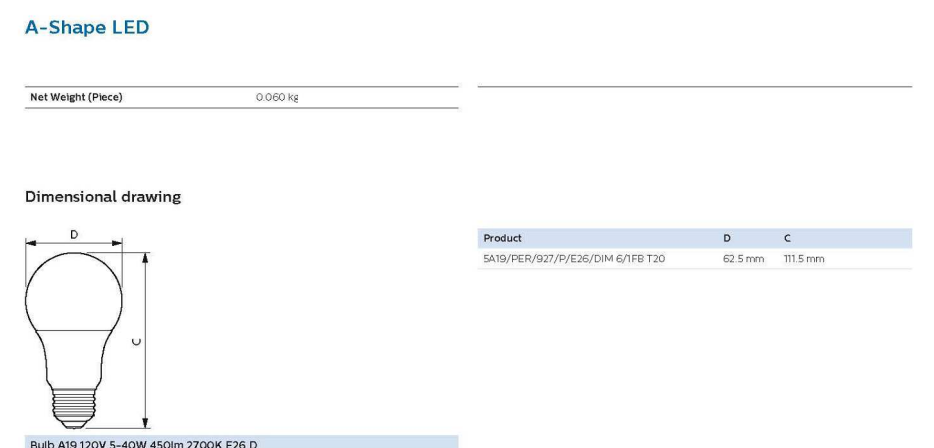 A-Shape LED
Net Weight (Piece) 0.060 kg
Dimensional drawing
D
C
Product D C
5A19/PER/927/P/E26/DIM 6/1FB T20 62.5 mm 111.5 mm
Bulb A19 120V 5-40W 450lm 2700K E26 D